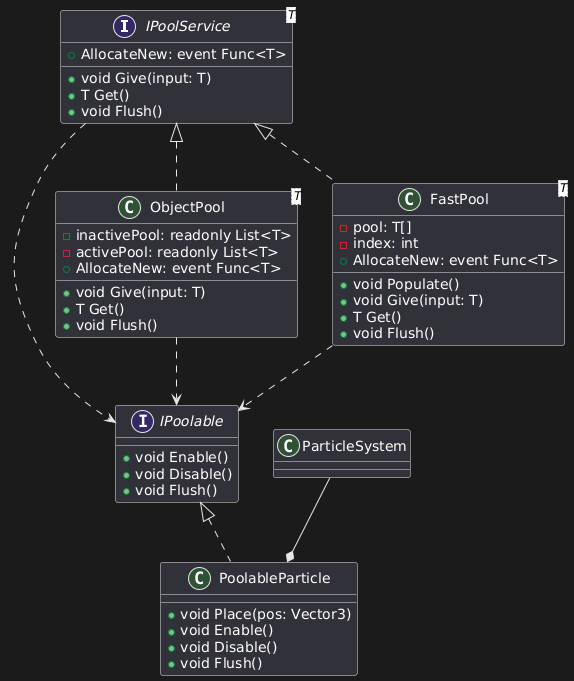 I IPoolService T
AllocateNew: event Func<T>
void Give(input: T)
T Get()
void Flush()
C ObjectPool T
inactivePool: readonly List<T>
activePool: readonly List<T>
AllocateNew: event Func<T>
void Give(input: T)
T Get()
void Flush()
C FastPool T
pool: T[]
index: int
AllocateNew: event Func<T>
void Populate()
void Give(input: T)
T Get()
void Flush()
I IPoolable
void Enable()
void Disable()
void Flush()
C ParticleSystem
C PoolableParticle
void Place(pos: Vector3)
void Enable()
void Disable()
void Flush()